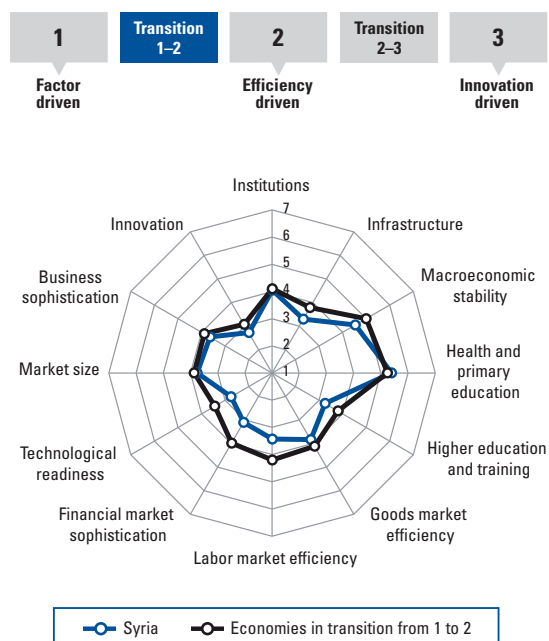 1
Transition
1–2
2
Transition
2–3
3
Factor
driven
Efficiency
driven
Innovation
driven
Institutions
7
Innovation
Infrastructure
6
5
Business
sophistication
Macroeconomic
stability
4
3
2
Market size
1
Health and
primary
education
Technological
readiness
Higher education
and training
Financial market
sophistication
Goods market
efficiency
Labor market efficiency
Syria
Economies in transition from 1 to 2